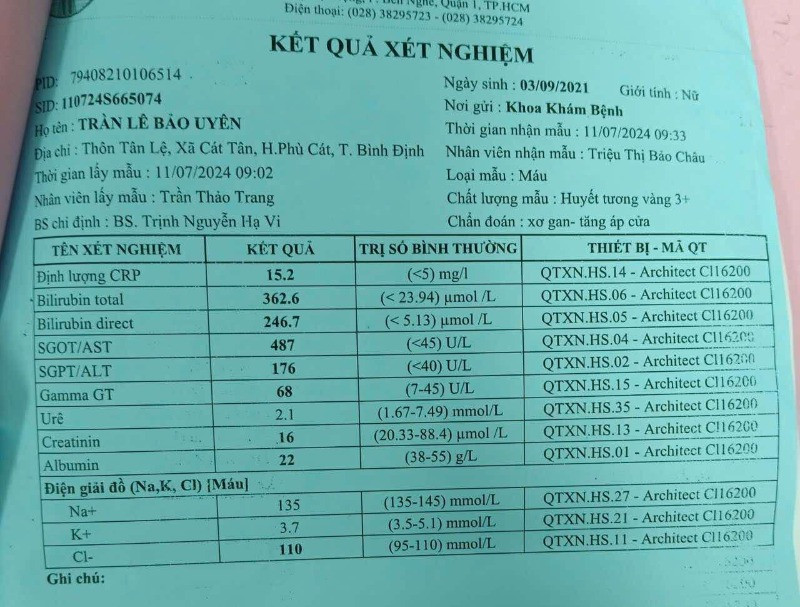 Quận 1, TP.HCM
Điện thoại: (028) 38295723 - (028) 38295724
KẾT QUẢ XÉT NGHIỆM
PID: 79408210106514
Ngày sinh : 03/09/2021 Giới tính : Nữ
SID: 110724S665074
Nơi gửi : Khoa Khám Bệnh
Họ tên : TRẦN LÊ BẢO UYÊN
Thời gian nhận mẫu : 11/07/2024 09:33
Địa chỉ : Thôn Tân Lệ, Xã Cát Tân, H.Phù Cát, T. Bình Định
Nhân viên nhận mẫu : Triệu Thị Bảo Châu
Thời gian lấy mẫu : 11/07/2024 09:02
Loại mẫu : Máu
Nhân viên lấy mẫu : Trần Thảo Trang
Chất lượng mẫu : Huyết tương vàng 3+
BS chỉ định : BS. Trịnh Nguyễn Hạ Vi
Chẩn đoán : xơ gan- tăng áp cửa
TÊN XÉT NGHIỆM KẾT QUẢ TRỊ SỐ BÌNH THƯỜNG THIẾT BỊ - MÃ QT
Định lượng CRP 15.2 (<5) mg/l QTXN.HS.14 - Architect CI16200
Bilirubin total 362.6 (< 23.94) µmol /L QTXN.HS.06 - Architect CI16200
Bilirubin direct 246.7 (< 5.13) µmol /L QTXN.HS.05 - Architect CI16200
SGOT/AST 487 (<45) U/L QTXN.HS.04 - Architect CI16200
SGPT/ALT 176 (<40) U/L QTXN.HS.02 - Architect CI16200
Gamma GT 68 (7-45) U/L QTXN.HS.15 - Architect CI16200
Urê 2.1 (1.67-7.49) mmol/L QTXN.HS.35 - Architect CI16200
Creatinin 16 (20.33-88.4) µmol /L QTXN.HS.13 - Architect CI16200
Albumin 22 (38-55) g/L QTXN.HS.01 - Architect CI16200
Điện giải đồ (Na,K, Cl) [Máu]
Na+ 135 (135-145) mmol/L QTXN.HS.27 - Architect CI16200
K+ 3.7 (3.5-5.1) mmol/L QTXN.HS.21 - Architect CI16200
Cl- 110 (95-110) mmol/L QTXN.HS.11 - Architect CI16200
Ghi chú: